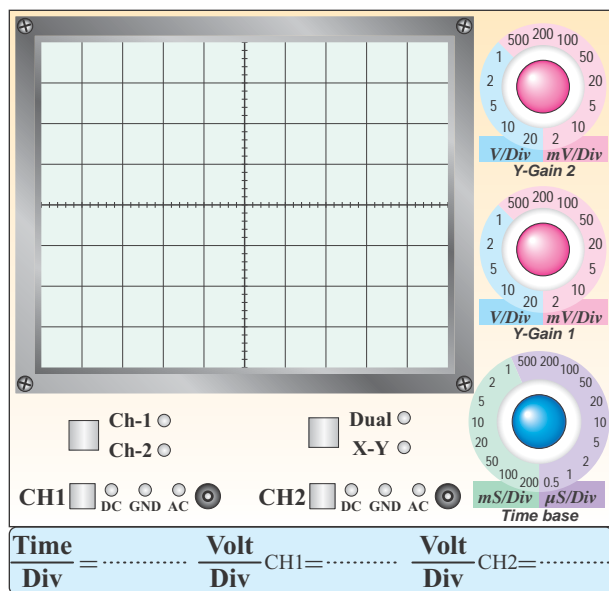 500 200 100
1 50
2 20
5 10
10 5
20 2
V/Div mV/Div
Y-Gain 2
500 200 100
1 50
2 20
5 10
10 5
20 2
V/Div mV/Div
Y-Gain 1
500 200
1 100
2 50
5 20
10 10
20 5
50 2
100 1
200 0.5
mS/Div µS/Div
Time base
Ch-1
Ch-2
Dual
X-Y
CH1 DC GND AC
CH2 DC GND AC
Time/Div = ............... Volt/Div CH1=............ Volt/Div CH2=............